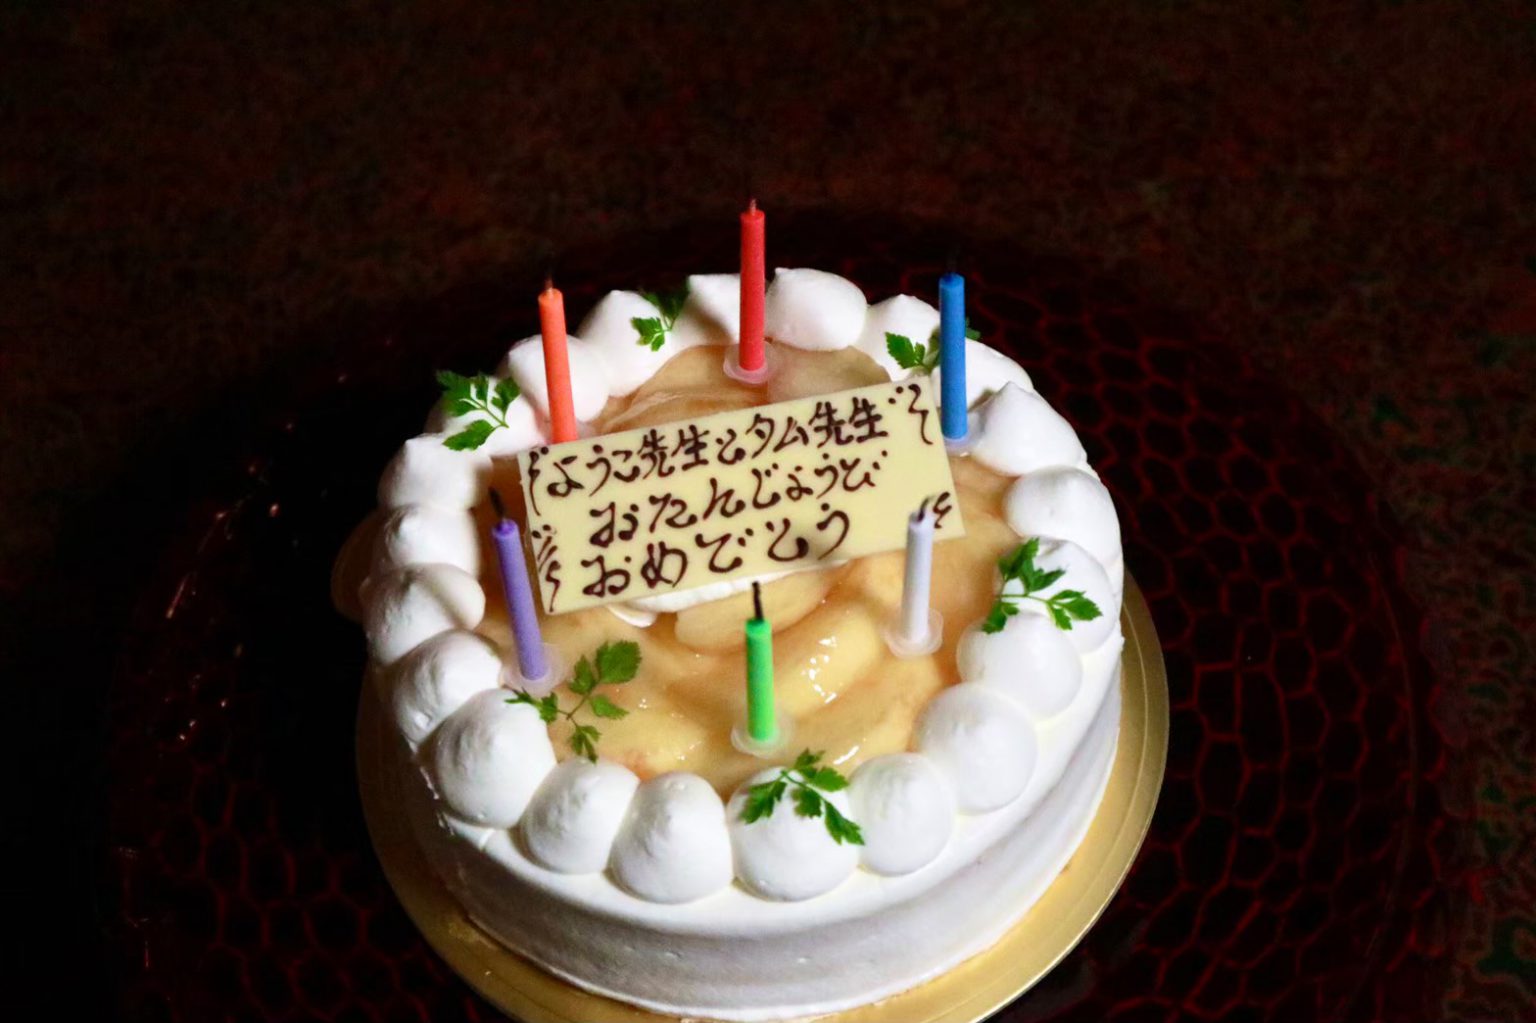 ようこ先生とタム先生
おたんじょうび
おめでとう